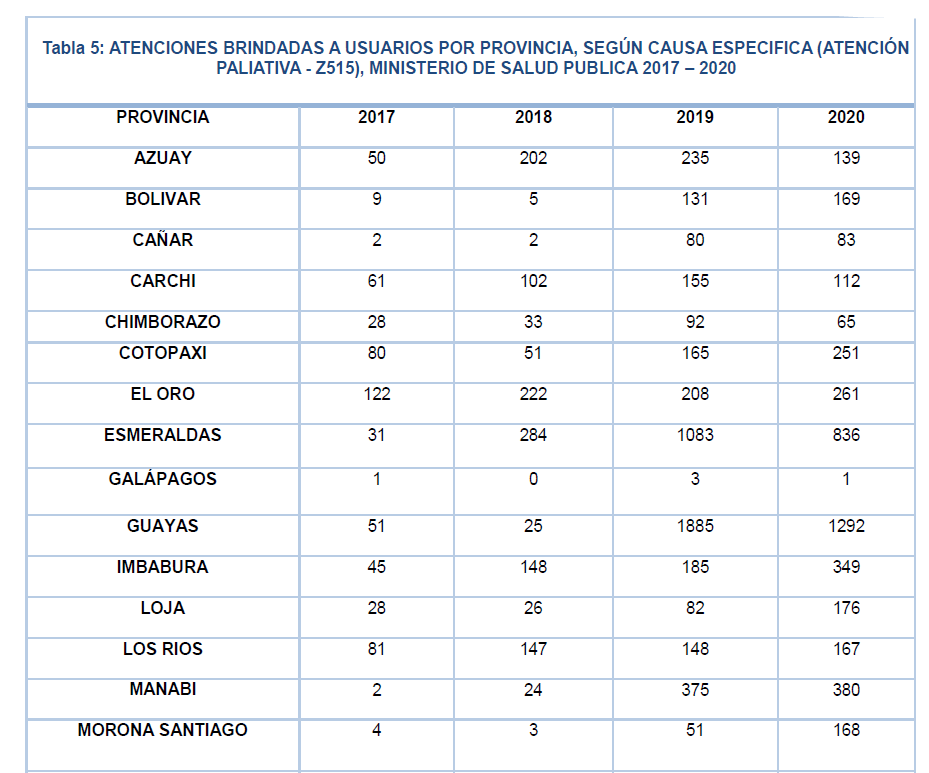 Tabla 5: ATENCIONES BRINDADAS A USUARIOS POR PROVINCIA, SEGÚN CAUSA ESPECIFICA (ATENCIÓN
PALIATIVA - Z515), MINISTERIO DE SALUD PUBLICA 2017 – 2020
PROVINCIA 2017 2018 2019 2020
AZUAY 50 202 235 139
BOLIVAR 9 5 131 169
CAÑAR 2 2 80 83
CARCHI 61 102 155 112
CHIMBORAZO 28 33 92 65
COTOPAXI 80 51 165 251
EL ORO 122 222 208 261
ESMERALDAS 31 284 1083 836
GALÁPAGOS 1 0 3 1
GUAYAS 51 25 1885 1292
IMBABURA 45 148 185 349
LOJA 28 26 82 176
LOS RIOS 81 147 148 167
MANABI 2 24 375 380
MORONA SANTIAGO 4 3 51 168